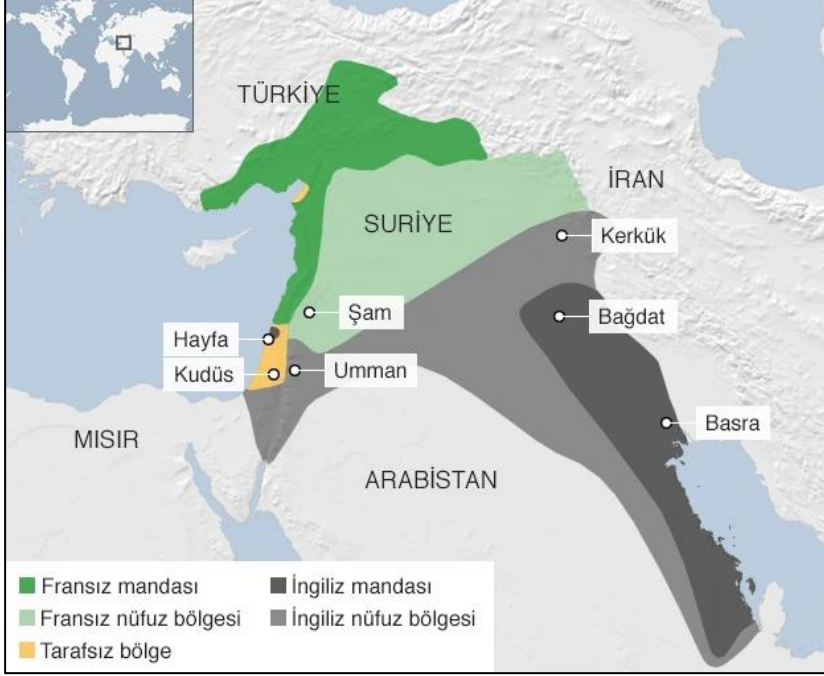 TÜRKİYE
İRAN
SURİYE
Kerkük
Şam
Bağdat
Hayfa
Kudüs
Umman
Basra
MISIR
ARABİSTAN
Fransız mandası
İngiliz mandası
Fransız nüfuz bölgesi
İngiliz nüfuz bölgesi
Tarafsız bölge